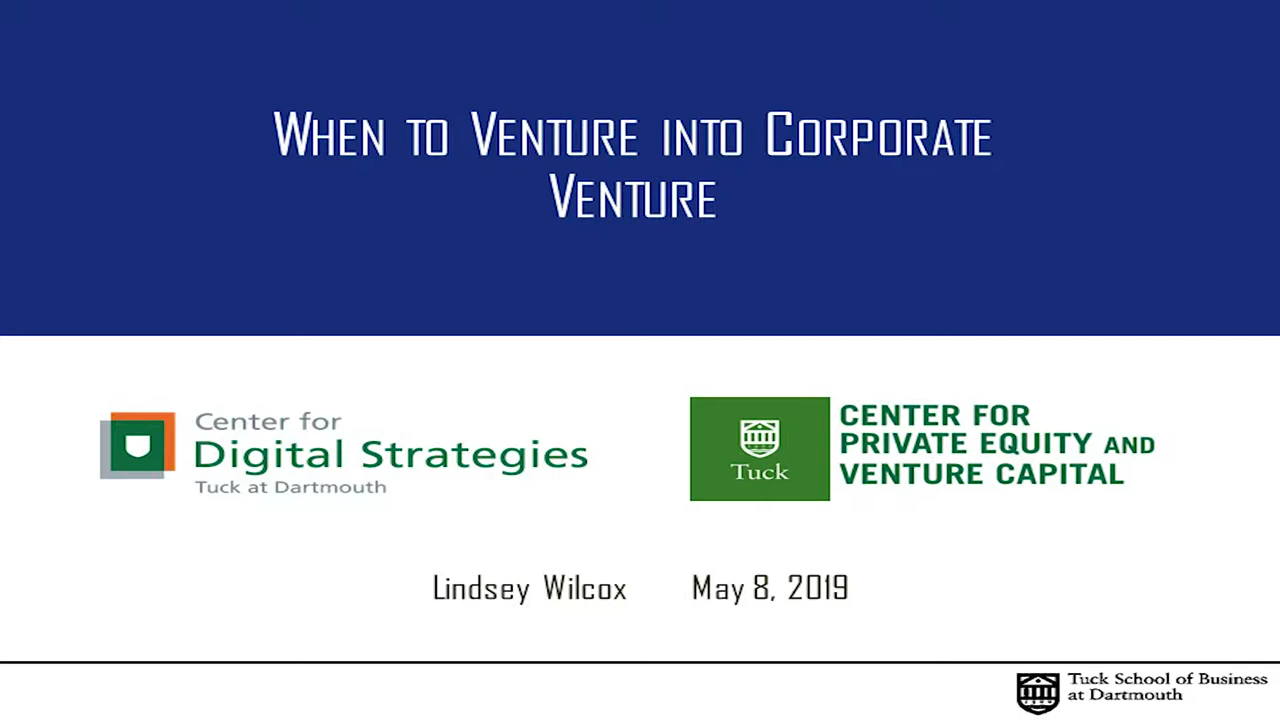 WHEN TO VENTURE INTO CORPORATE
VENTURE
Center for
Digital Strategies
Tuck at Dartmouth
Tuck
CENTER FOR
PRIVATE EQUITY AND
VENTURE CAPITAL
Lindsey Wilcox May 8, 2019
Tuck School of Business
at Dartmouth